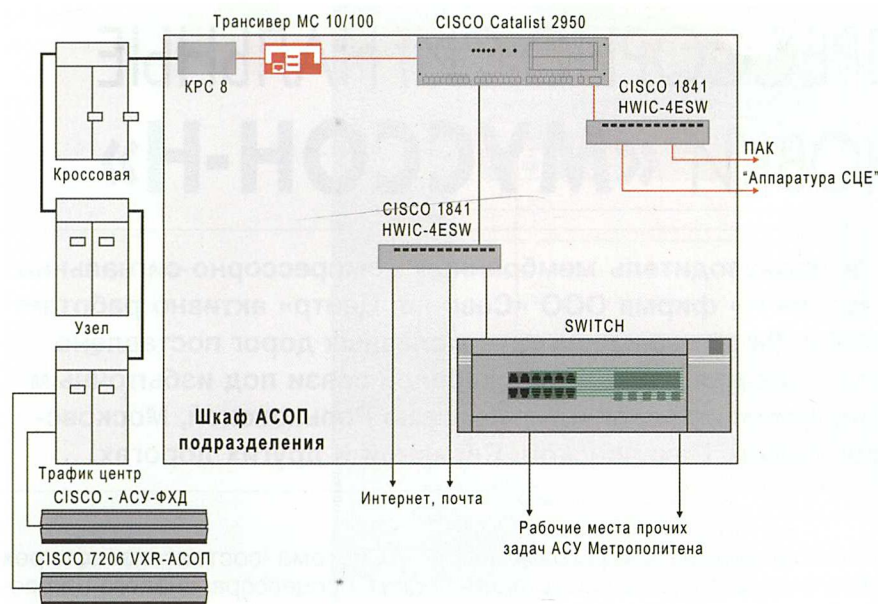 Трансивер МС 10/100
CISCO Catalist 2950
КРС 8
CISCO 1841
HWIC-4ESW
ПАК
"Аппаратура СЦЕ"
Кроссовая
CISCO 1841
HWIC-4ESW
Узел
SWITCH
Шкаф АСОП
подразделения
Трафик центр
CISCO - АСУ-ФХД
Интернет, почта
Рабочие места прочих
задач АСУ Метрополитена
CISCO 7206 VXR-АСОП